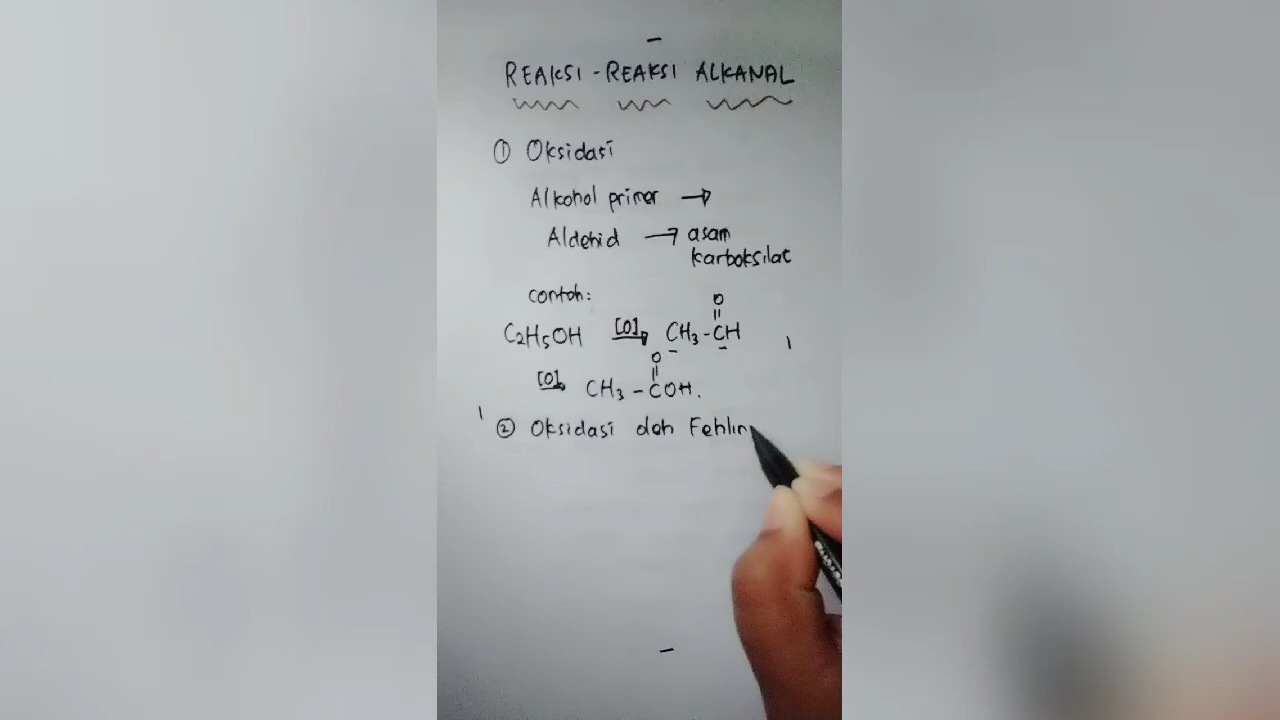 REAKSI - REAKSI ALKANAL
① Oksidasi
Alkohol primer →
Aldehid → asam
karboksilat
contoh:
O
C2H5OH [O] CH3-CH
O
[O] CH3-COH.
② Oksidasi deh Fehlin